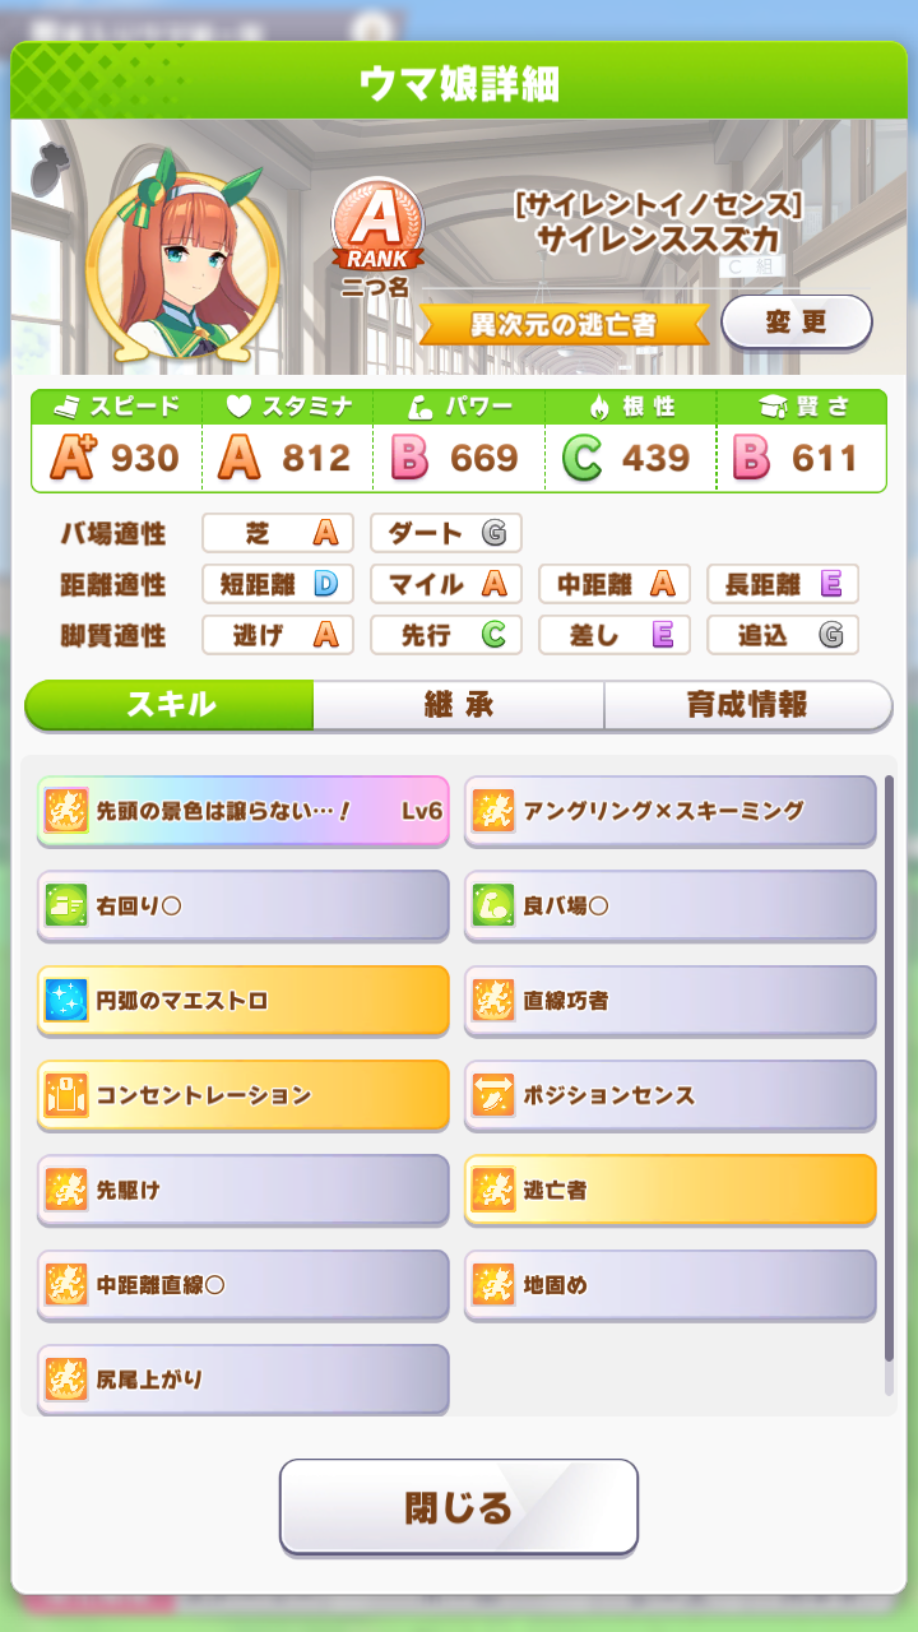 ウマ娘詳細
[サイレントイノセンス]
サイレンススズカ
A
RANK
二つ名
C 組
異次元の逃亡者
変更
スピード スタミナ パワー 根性 賢さ
A+ 930 A 812 B 669 C 439 B 611
バ場適性 芝 A ダート G
距離適性 短距離 D マイル A 中距離 A 長距離 E
脚質適性 逃げ A 先行 C 差し E 追込 G
スキル 継承 育成情報
先頭の景色は譲らない…！ Lv6 アングリング×スキーミング
右回り○ 良バ場○
円弧のマエストロ 直線巧者
1
コンセントレーション ポジションセンス
先駆け 逃亡者
中距離直線○ 地固め
尻尾上がり
閉じる